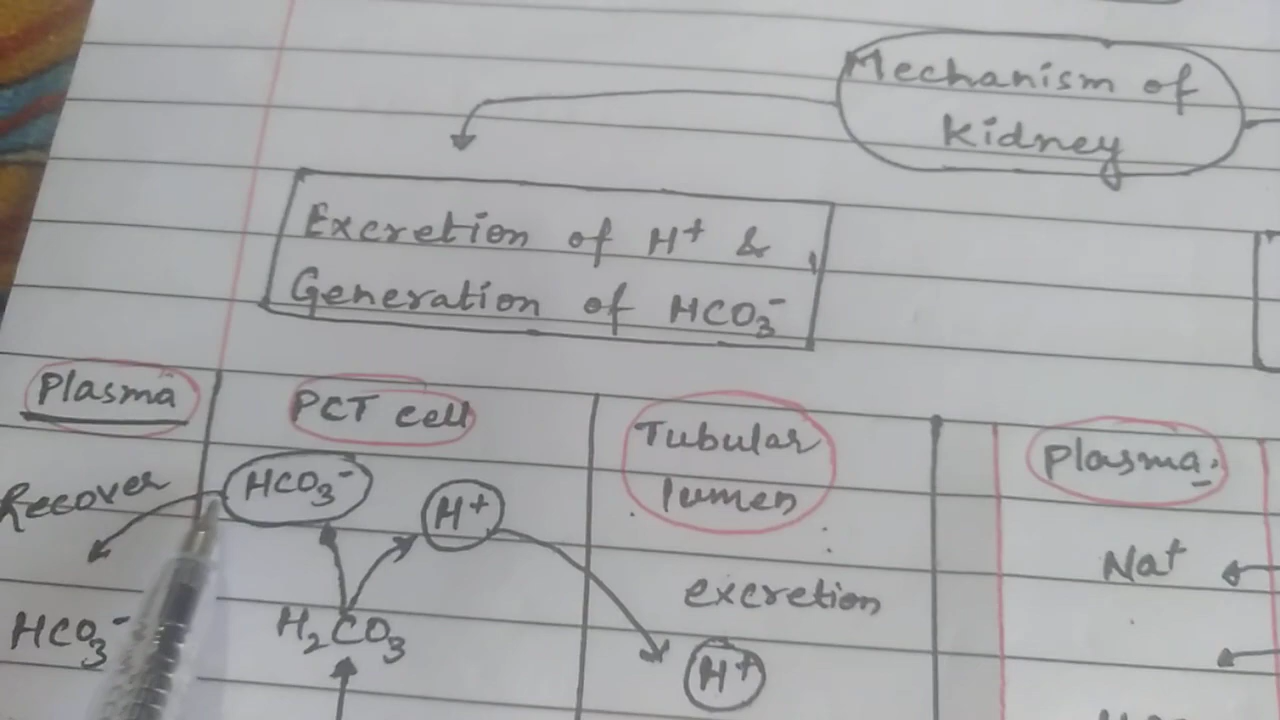 Mechanism of
Kidney
Excretion of H⁺ &
Generation of HCO₃⁻
Plasma
PCT cell
Tubular
lumen
Plasma
Recover
HCO₃⁻
H⁺
Na⁺
excretion
HCO₃⁻
H₂CO₃
H⁺